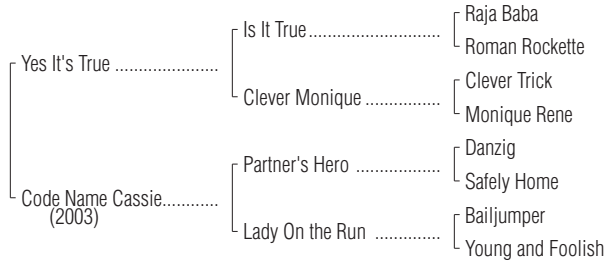 Raja Baba
Is It True............................
Roman Rockette
Yes It's True ......................
Clever Trick
Clever Monique ................
Monique Rene
Danzig
Partner's Hero ..................
Safely Home
Code Name Cassie............
(2003)
Bailjumper
Lady On the Run ..............
Young and Foolish